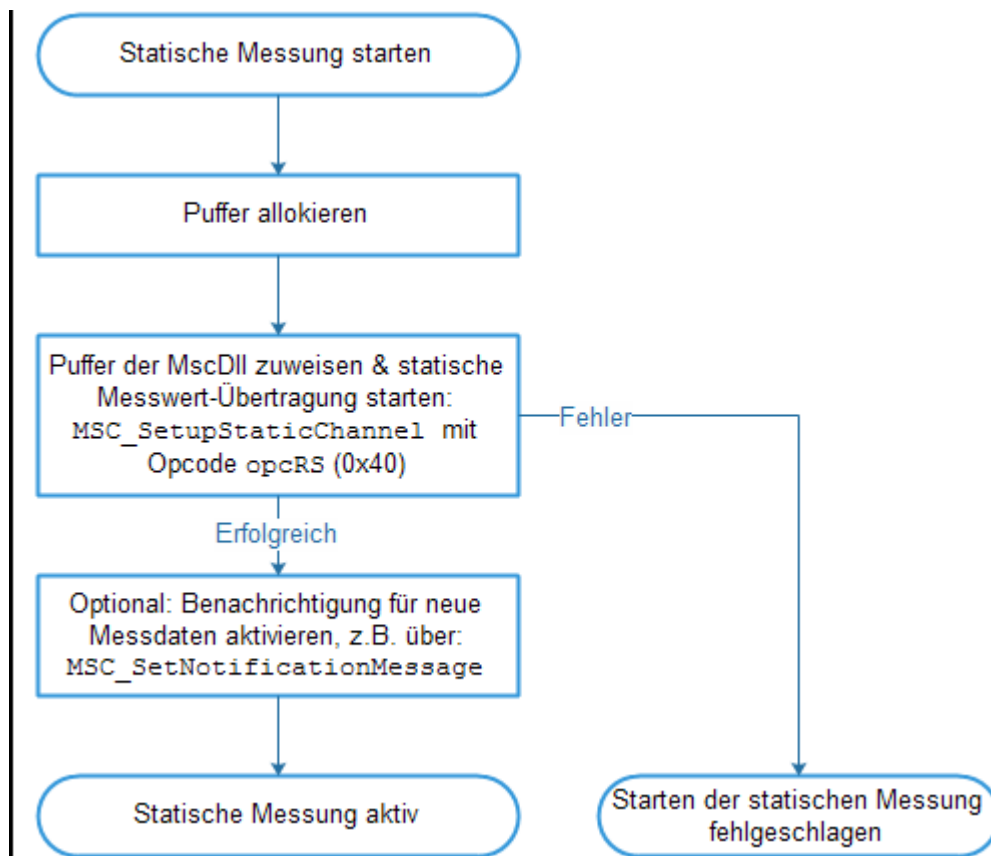 Statische Messung starten
Puffer allokieren
Puffer der MscDll zuweisen & statische
Messwert-Übertragung starten:
MSC_SetupStaticChannel mit
Opcode opcRS (0x40)
Fehler
Erfolgreich
Optional: Benachrichtigung für neue
Messdaten aktivieren, z.B. über:
MSC_SetNotificationMessage
Statische Messung aktiv
Starten der statischen Messung
fehlgeschlagen